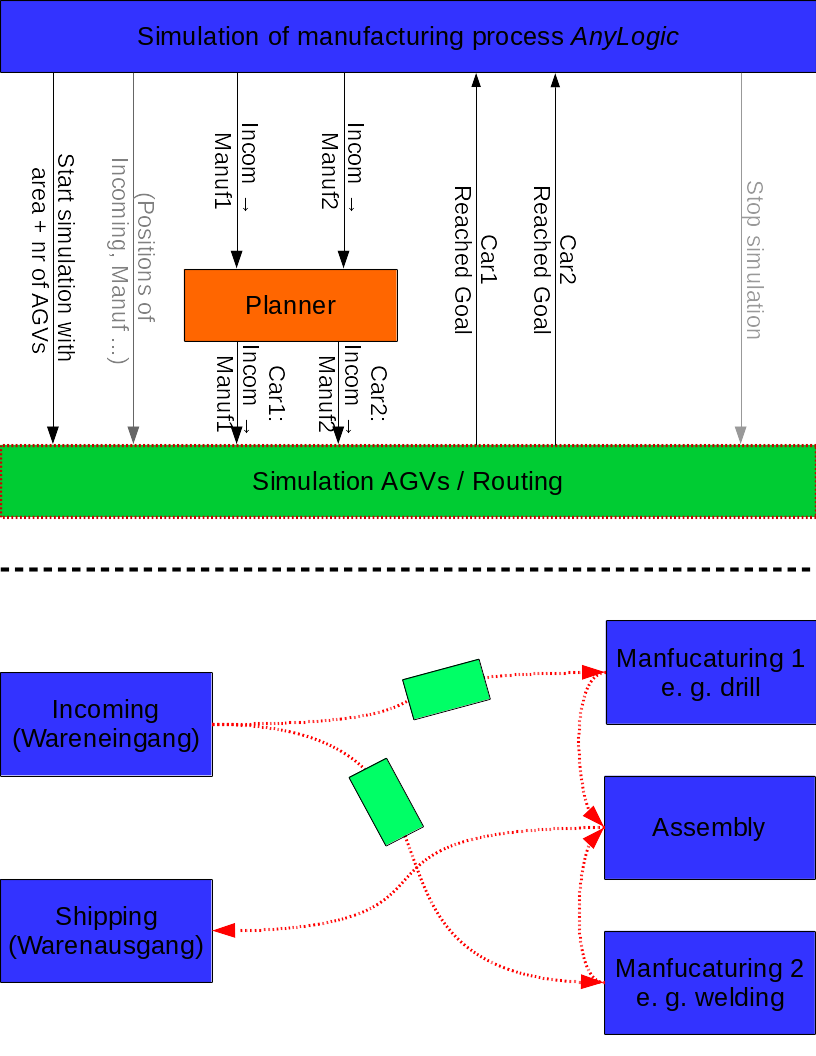 Simulation of manufacturing process AnyLogic
Start simulation with
area + nr of AGVs
(Positions of
Incoming, Manuf ...)
Incom →
Manuf1
Incom →
Manuf2
Car1
Reached Goal
Car2
Reached Goal
Stop simulation
Planner
Car1:
Incom →
Manuf1
Car2:
Incom →
Manuf2
Simulation AGVs / Routing
Incoming
(Wareneingang)
Manfucaturing 1
e. g. drill
Assembly
Shipping
(Warenausgang)
Manfucaturing 2
e. g. welding